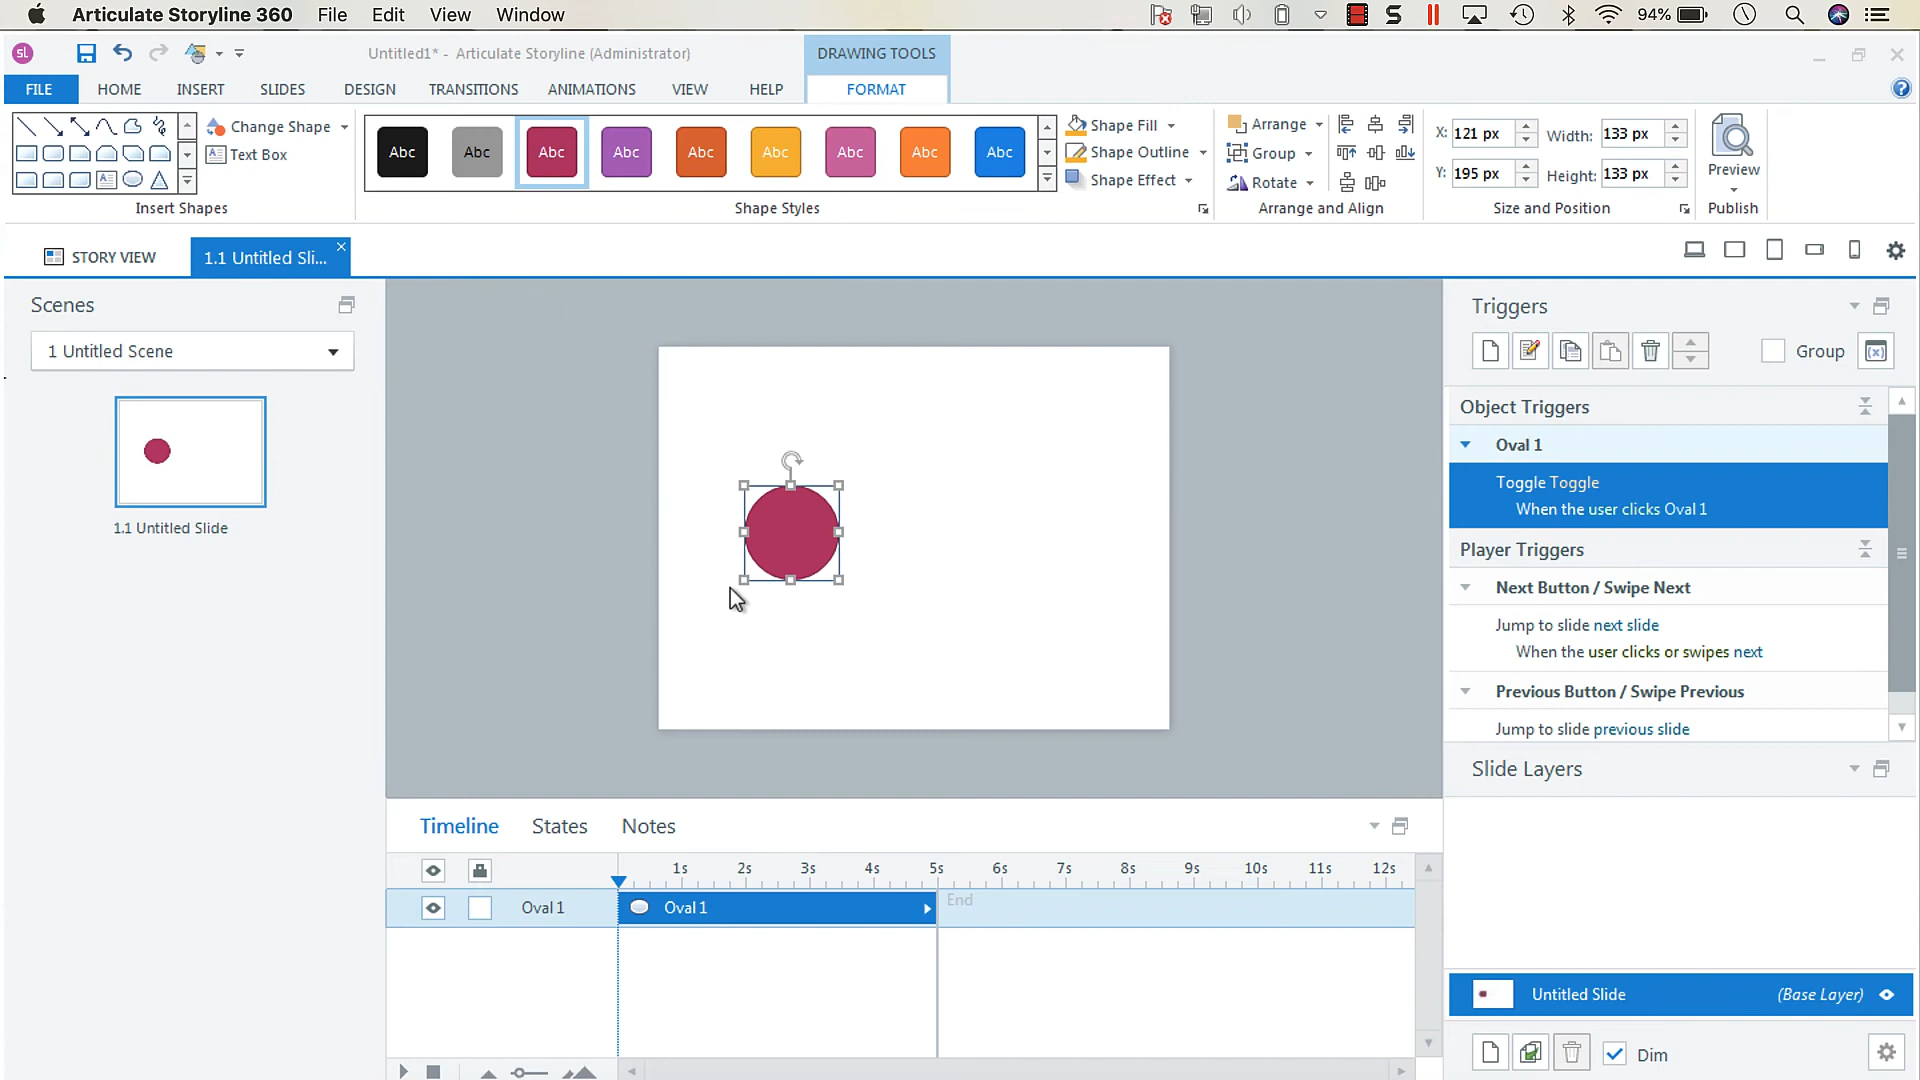 Articulate Storyline 360 File Edit View Window 94%
SL Untitled1* - Articulate Storyline (Administrator) DRAWING TOOLS
FILE HOME INSERT SLIDES DESIGN TRANSITIONS ANIMATIONS VIEW HELP FORMAT
Change Shape
Text Box
Insert Shapes
Abc Abc Abc Abc Abc Abc Abc Abc Abc
Shape Styles
Shape Fill
Shape Outline
Shape Effect
Arrange
Group
Rotate
Arrange and Align
X: 121 px Width: 133 px
Y: 195 px Height: 133 px
Size and Position
Preview
Publish
STORY VIEW 1.1 Untitled Sli...
Scenes
1 Untitled Scene
1.1 Untitled Slide
Triggers
Group
Object Triggers
Oval 1
Toggle Toggle
When the user clicks Oval 1
Player Triggers
Next Button / Swipe Next
Jump to slide next slide
When the user clicks or swipes next
Previous Button / Swipe Previous
Jump to slide previous slide
Slide Layers
Untitled Slide (Base Layer)
Dim
Timeline States Notes
1s 2s 3s 4s 5s 6s 7s 8s 9s 10s 11s 12s
Oval 1 Oval 1 End